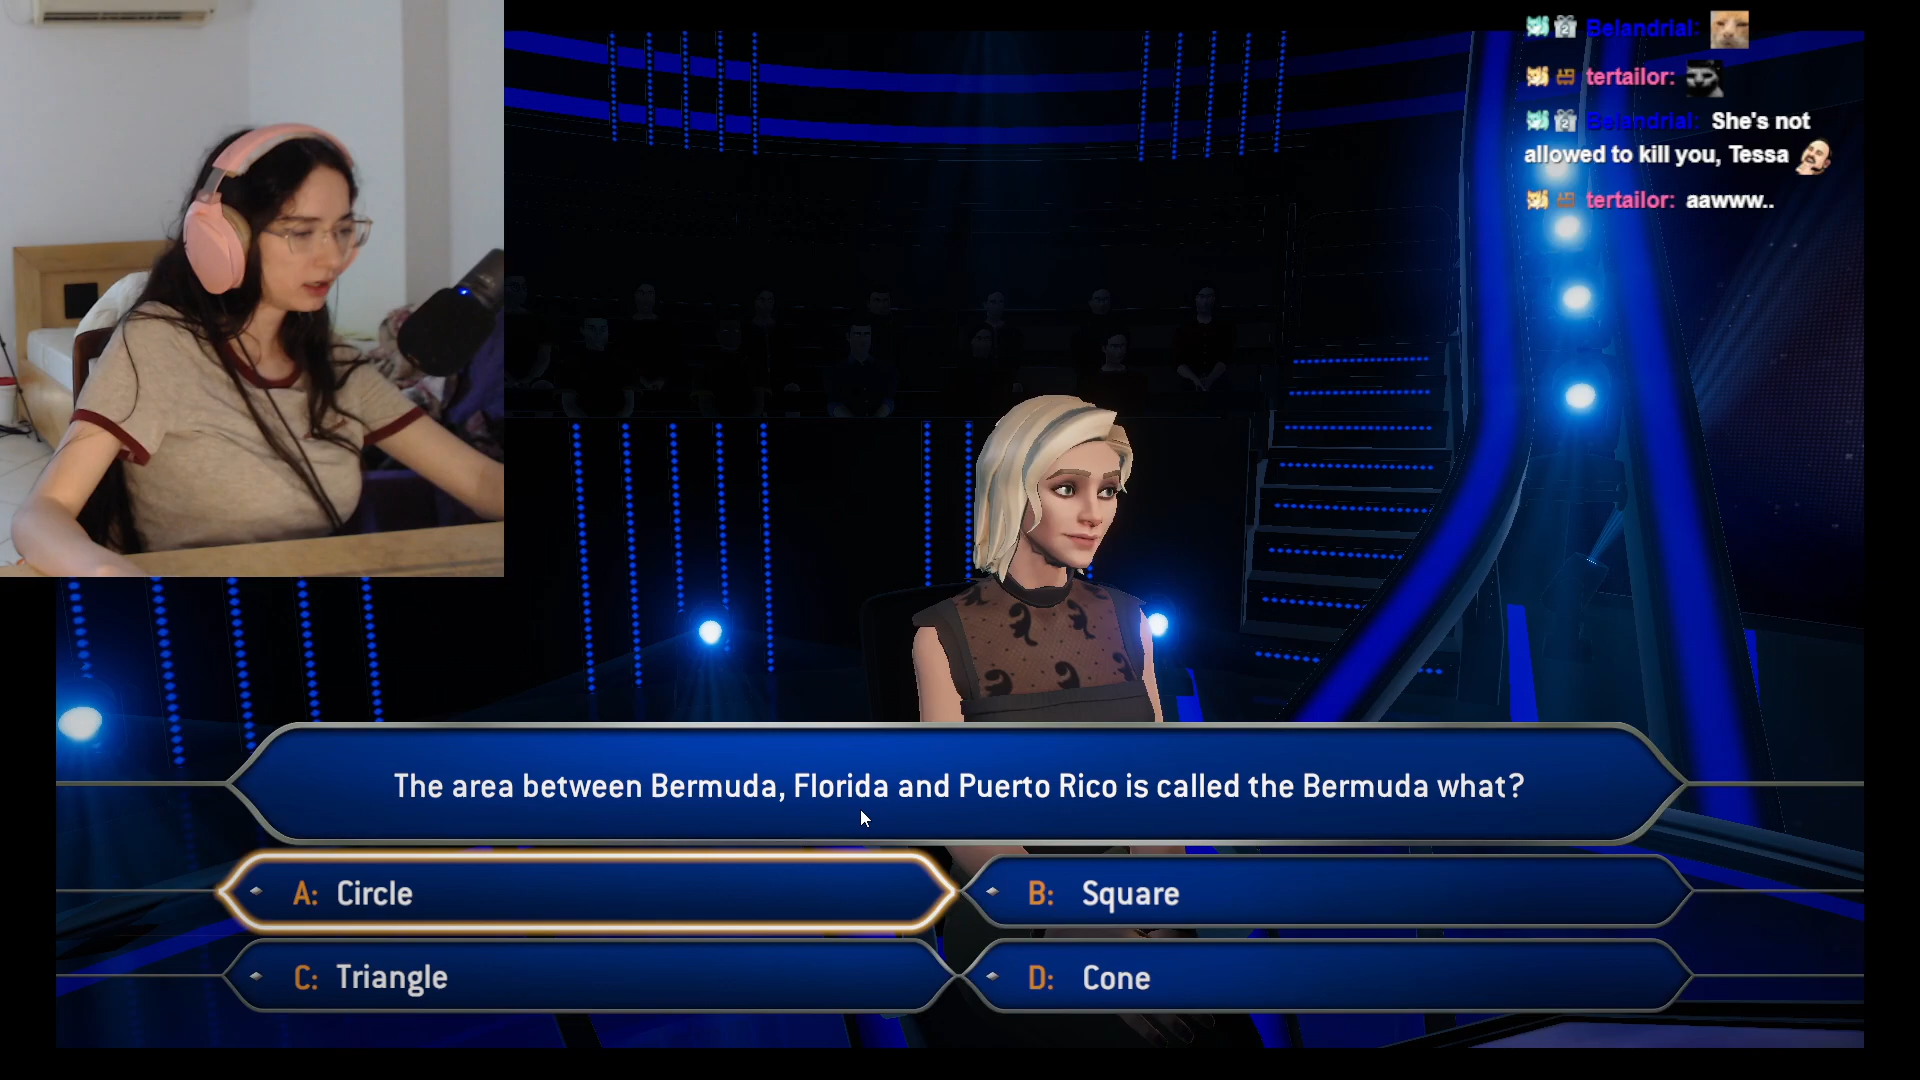 Belandrial:
tertailor:
Belandrial: She's not
allowed to kill you, Tessa
tertailor: aawww..
The area between Bermuda, Florida and Puerto Rico is called the Bermuda what?
A: Circle
B: Square
C: Triangle
D: Cone